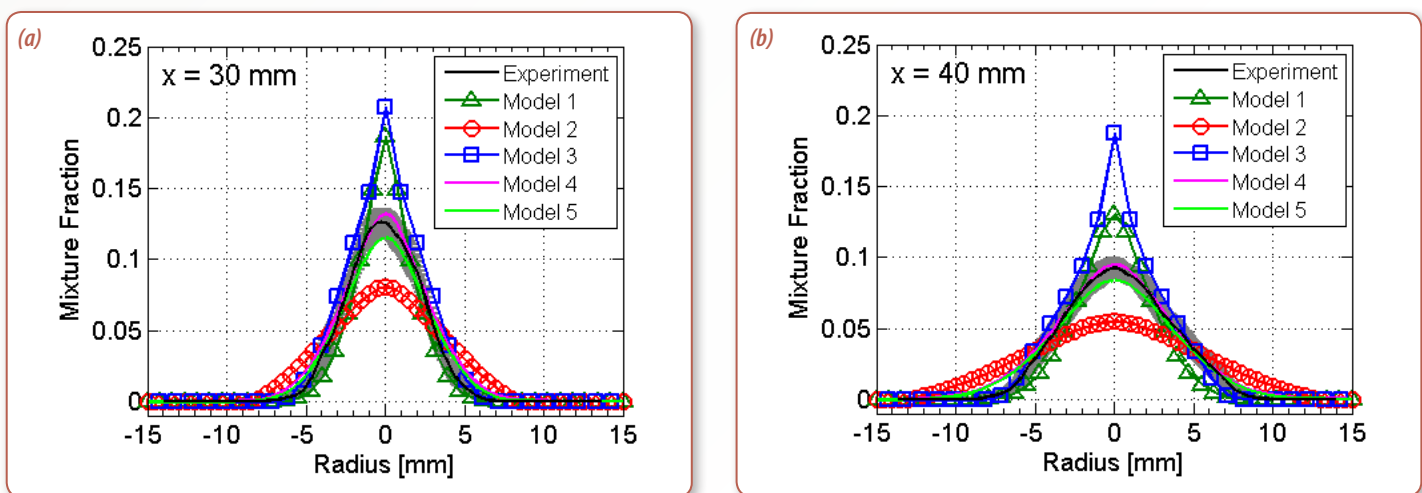 (a)
x = 30 mm
Experiment
Model 1
Model 2
Model 3
Model 4
Model 5
Mixture Fraction
0.25
0.2
0.15
0.1
0.05
0
-15 -10 -5 0 5 10 15
Radius [mm]
(b)
x = 40 mm
Experiment
Model 1
Model 2
Model 3
Model 4
Model 5
Mixture Fraction
0.25
0.2
0.15
0.1
0.05
0
-15 -10 -5 0 5 10 15
Radius [mm]